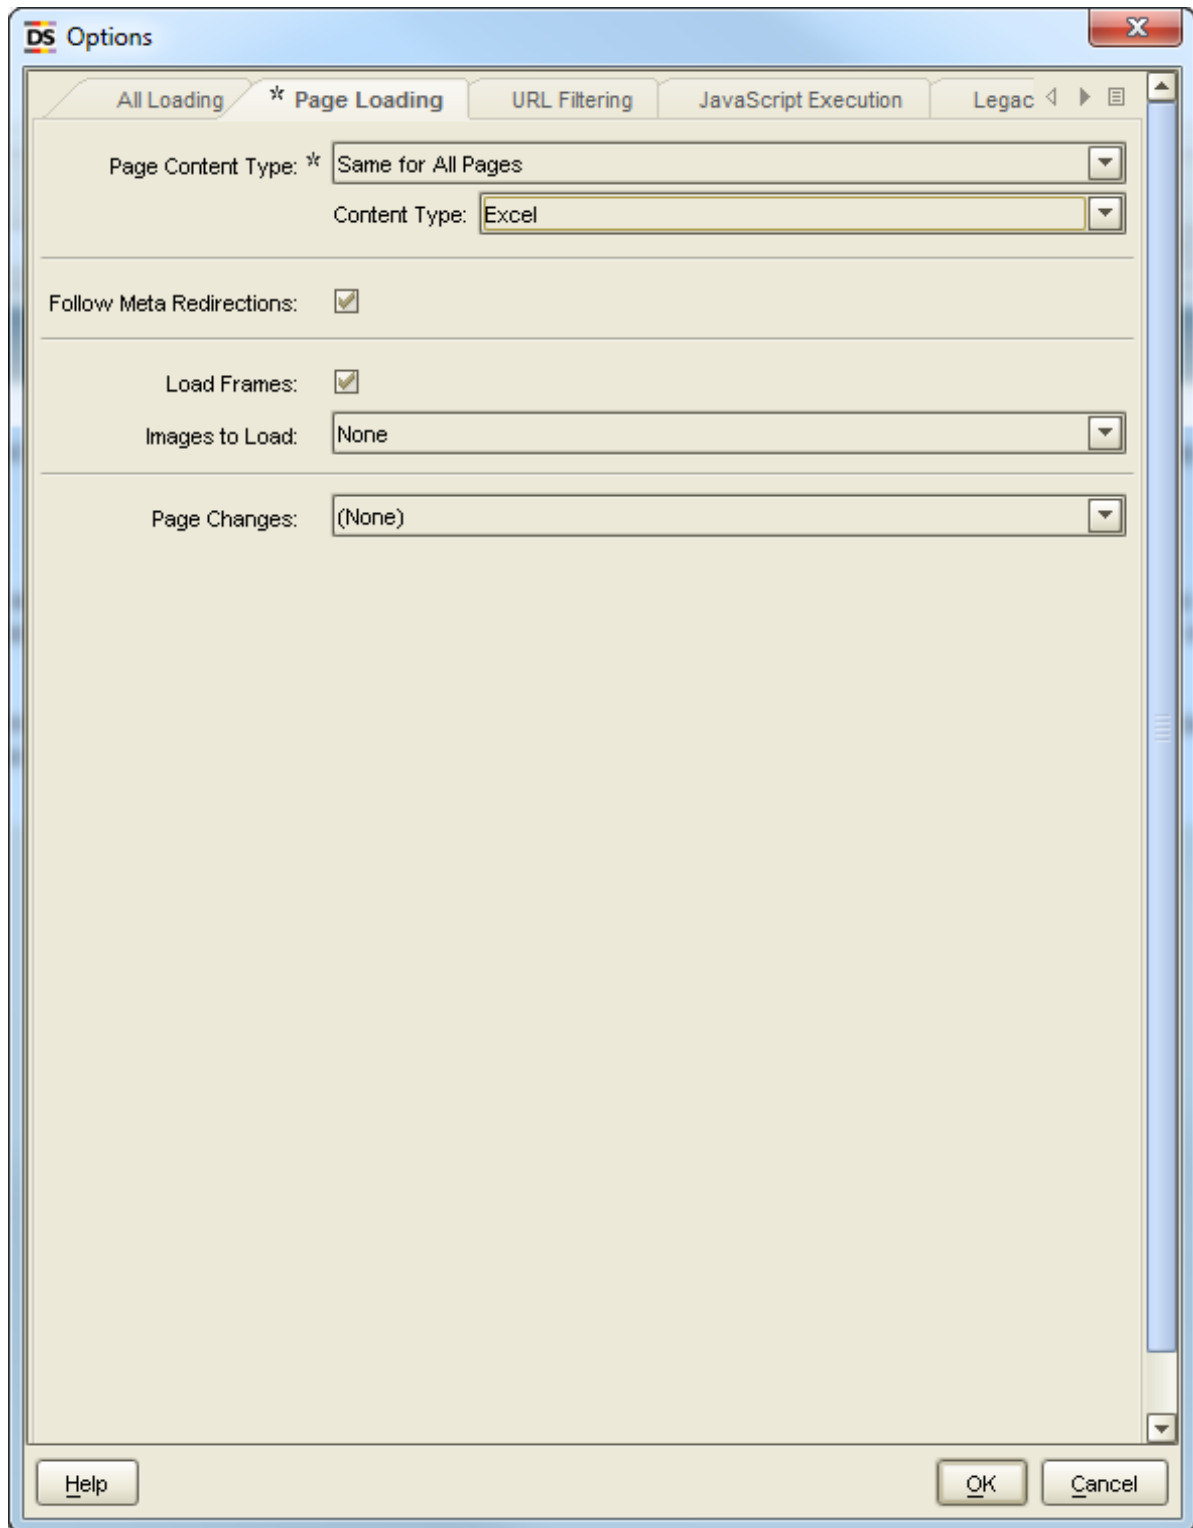 DS Options
All Loading * Page Loading URL Filtering JavaScript Execution Legac
Page Content Type: * Same for All Pages
Content Type: Excel
Follow Meta Redirections:
Load Frames:
Images to Load: None
Page Changes: (None)
Help OK Cancel